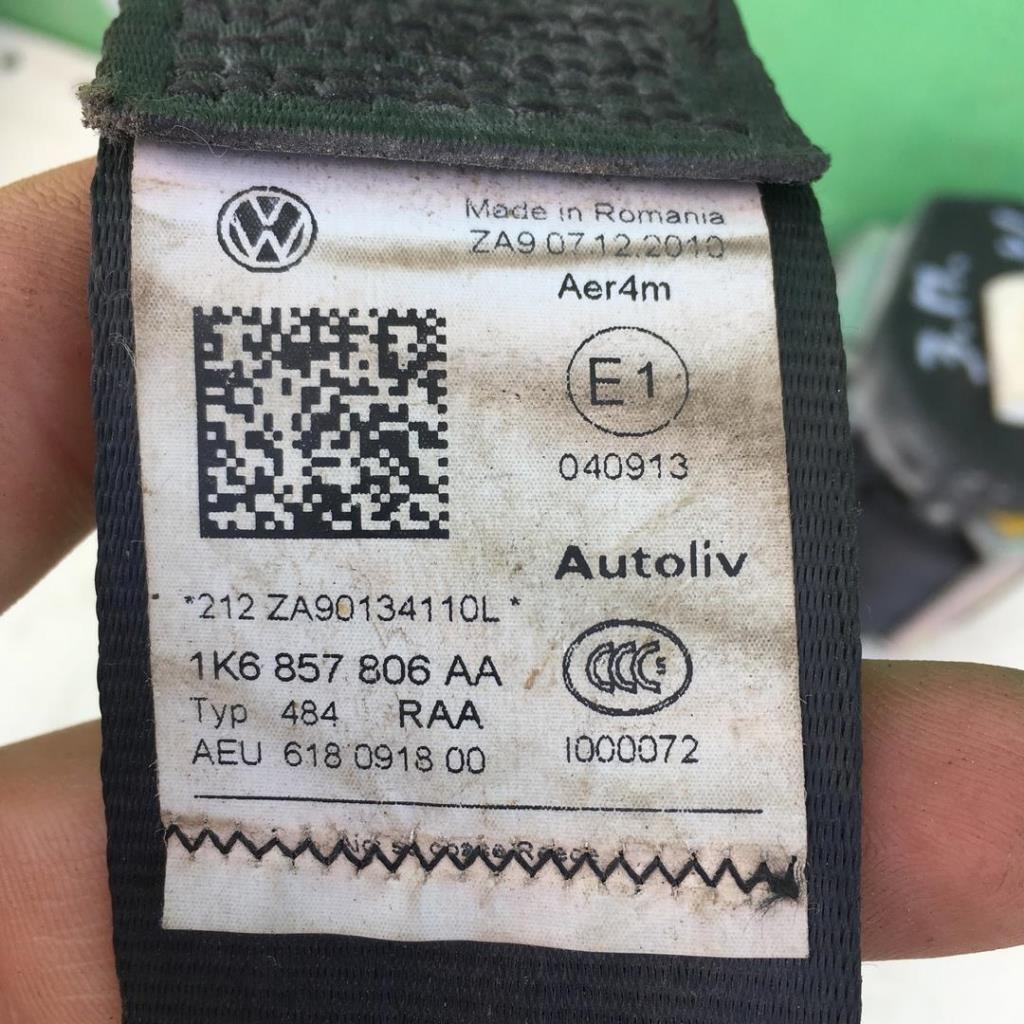 Made in Romania
ZA9 07.12.2010
Aer4m
E1
040913
Autoliv
*212 ZA90134110L *
1K6 857 806 AA
Typ 484 RAA
AEU 618 0918 00
CCC S
I000072